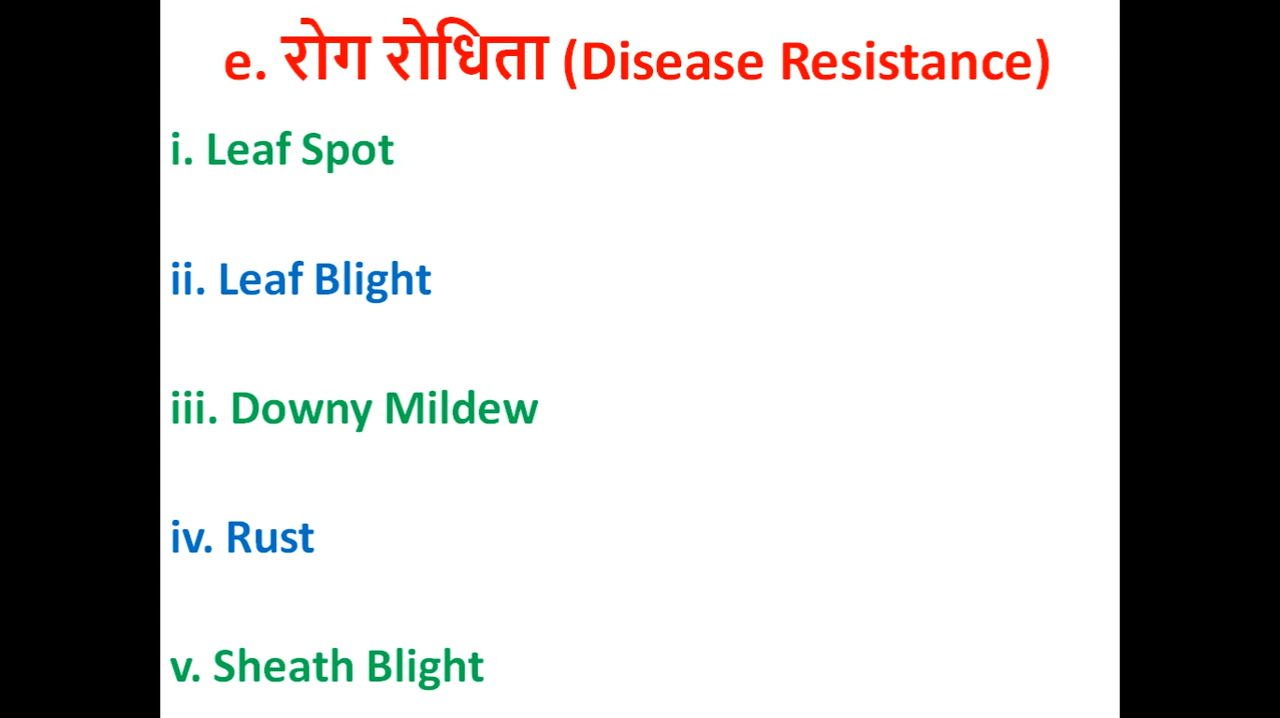 e. रोग रोधिता (Disease Resistance)
i. Leaf Spot
ii. Leaf Blight
iii. Downy Mildew
iv. Rust
v. Sheath Blight